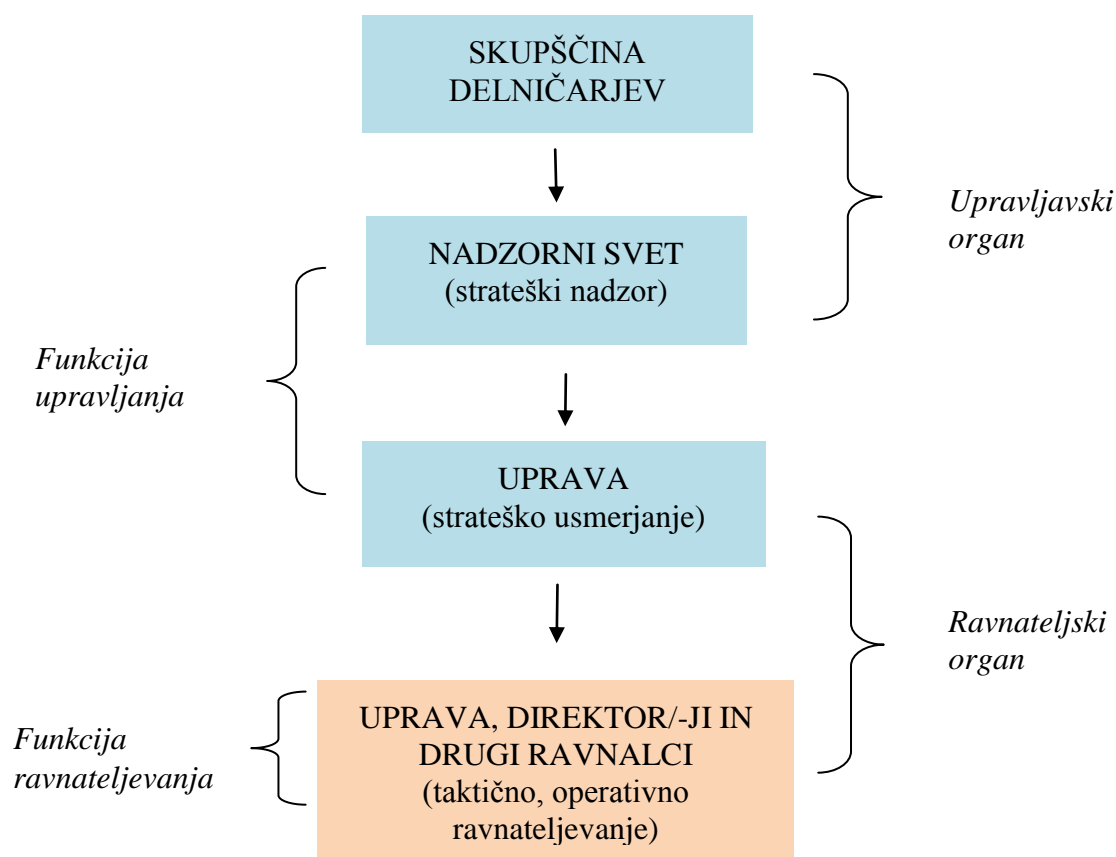 SKUPŠČINA
DELNIČARJEV
Upravljavski
organ
NADZORNI SVET
(strateški nadzor)
Funkcija
upravljanja
UPRAVA
(strateško usmerjanje)
Ravnateljski
organ
UPRAVA, DIREKTOR/-JI IN
DRUGI RAVNALCI
(taktično, operativno
ravnateljevanje)
Funkcija
ravnateljevanja